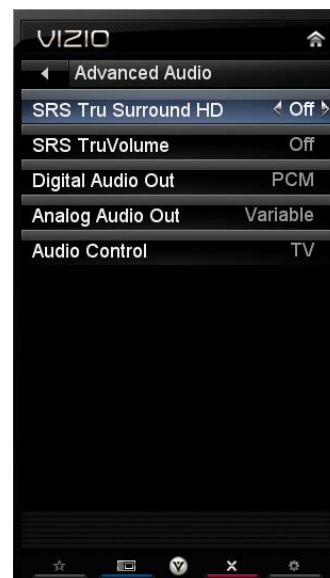 VIZIO
Advanced Audio
SRS Tru Surround HD Off
SRS TruVolume Off
Digital Audio Out PCM
Analog Audio Out Variable
Audio Control TV
V